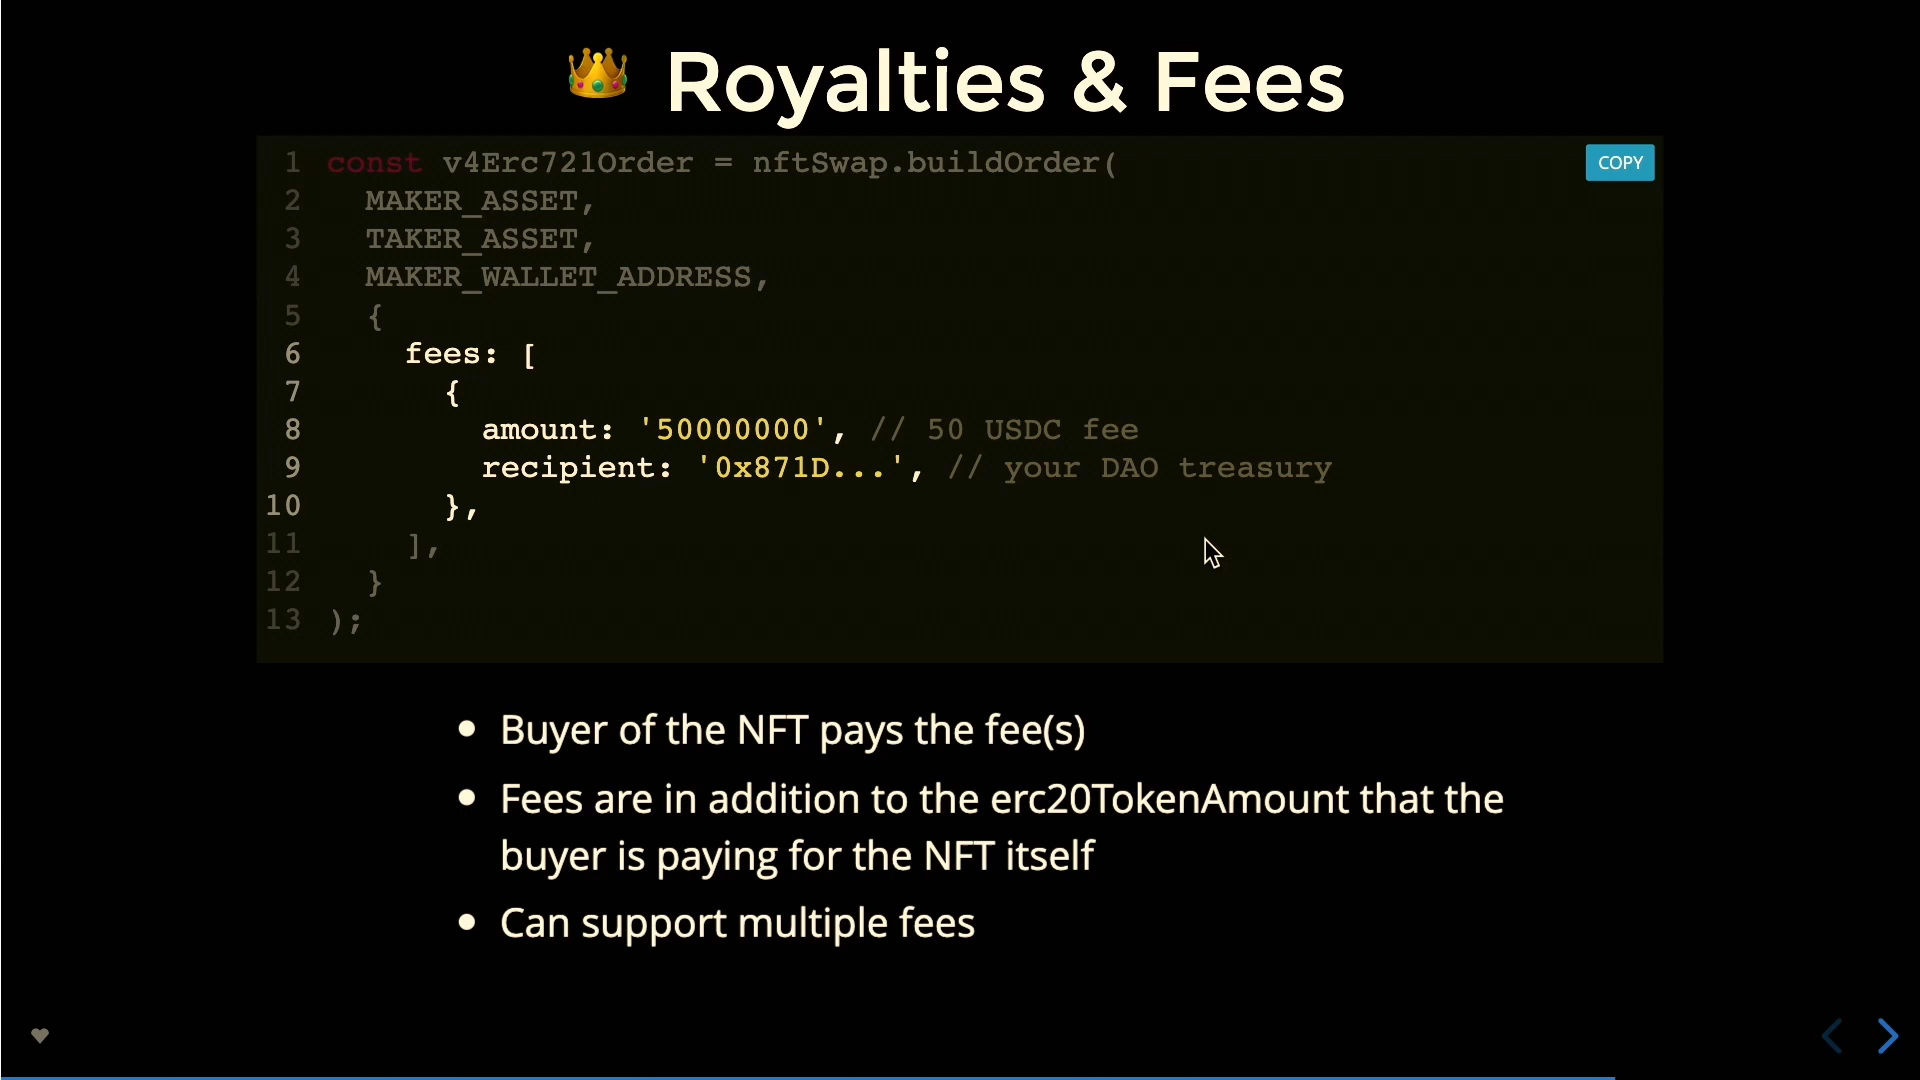 👑 Royalties & Fees
COPY
1 const v4Erc721Order = nftSwap.buildOrder(
2   MAKER_ASSET,
3   TAKER_ASSET,
4   MAKER_WALLET_ADDRESS,
5   {
6     fees: [
7       {
8         amount: '50000000', // 50 USDC fee
9         recipient: '0x871D...', // your DAO treasury
10       },
11     ],
12   }
13 );
• Buyer of the NFT pays the fee(s)
• Fees are in addition to the erc20TokenAmount that the
buyer is paying for the NFT itself
• Can support multiple fees